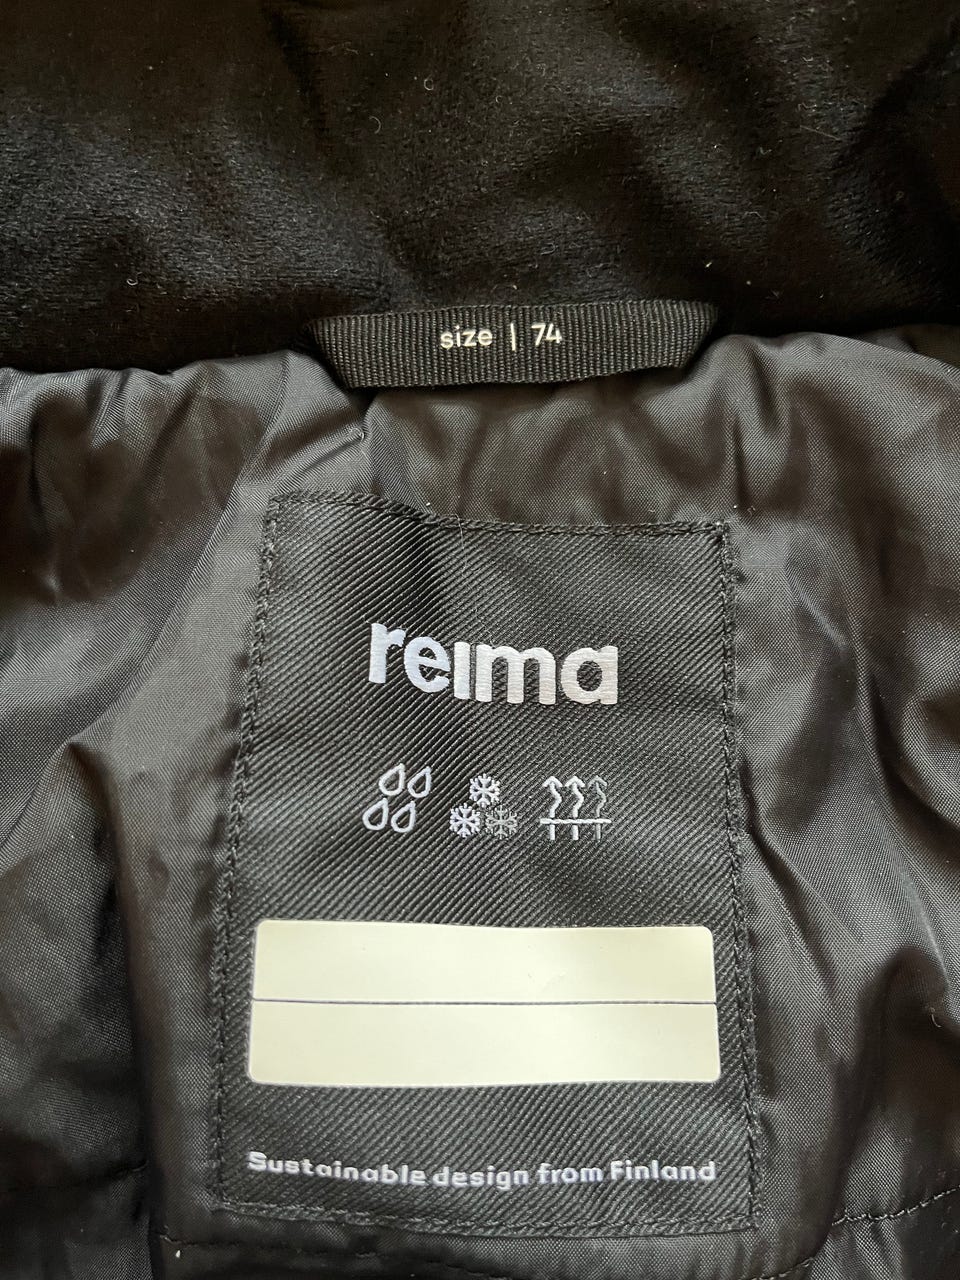 size | 74
reima
Sustainable design from Finland